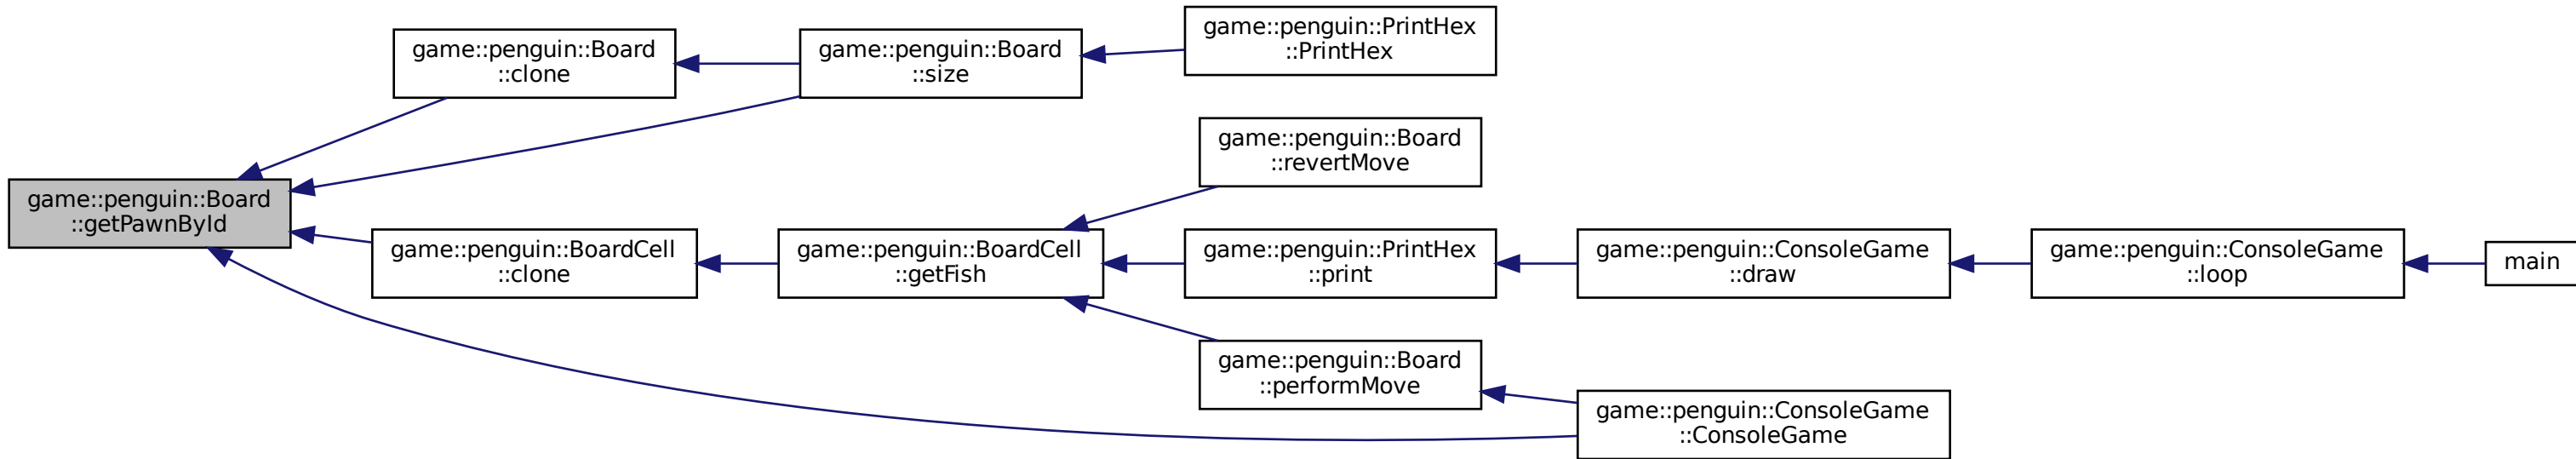 game::penguin::PrintHex
::PrintHex
game::penguin::Board
::clone
game::penguin::Board
::size
game::penguin::Board
::revertMove
game::penguin::Board
::getPawnById
game::penguin::BoardCell
::clone
game::penguin::BoardCell
::getFish
game::penguin::PrintHex
::print
game::penguin::ConsoleGame
::draw
game::penguin::ConsoleGame
::loop
main
game::penguin::Board
::performMove
game::penguin::ConsoleGame
::ConsoleGame